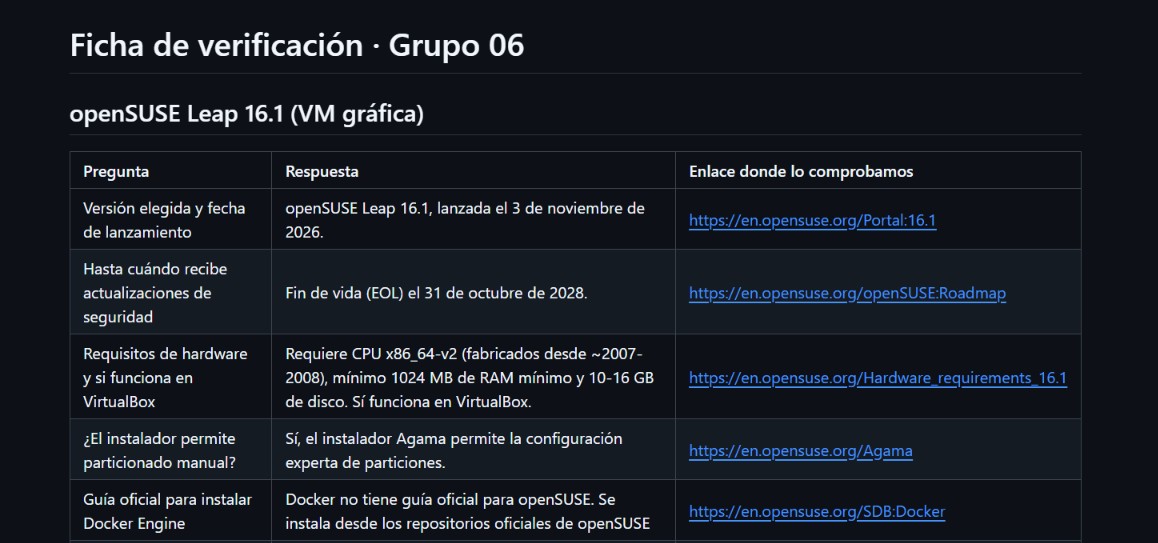 Ficha de verificación · Grupo 06
openSUSE Leap 16.1 (VM gráfica)
Pregunta
Respuesta
Enlace donde lo comprobamos
Versión elegida y fecha
de lanzamiento
openSUSE Leap 16.1, lanzada el 3 de noviembre de
2026.
https://en.opensuse.org/Portal:16.1
Hasta cuándo recibe
actualizaciones de
seguridad
Fin de vida (EOL) el 31 de octubre de 2028.
https://en.opensuse.org/openSUSE:Roadmap
Requisitos de hardware
y si funciona en
VirtualBox
Requiere CPU x86_64-v2 (fabricados desde ~2007-
2008), mínimo 1024 MB de RAM mínimo y 10-16 GB
de disco. Sí funciona en VirtualBox.
https://en.opensuse.org/Hardware_requirements_16.1
¿El instalador permite
particionado manual?
Sí, el instalador Agama permite la configuración
experta de particiones.
https://en.opensuse.org/Agama
Guía oficial para instalar
Docker Engine
Docker no tiene guía oficial para openSUSE. Se
instala desde los repositorios oficiales de openSUSE
https://en.opensuse.org/SDB:Docker